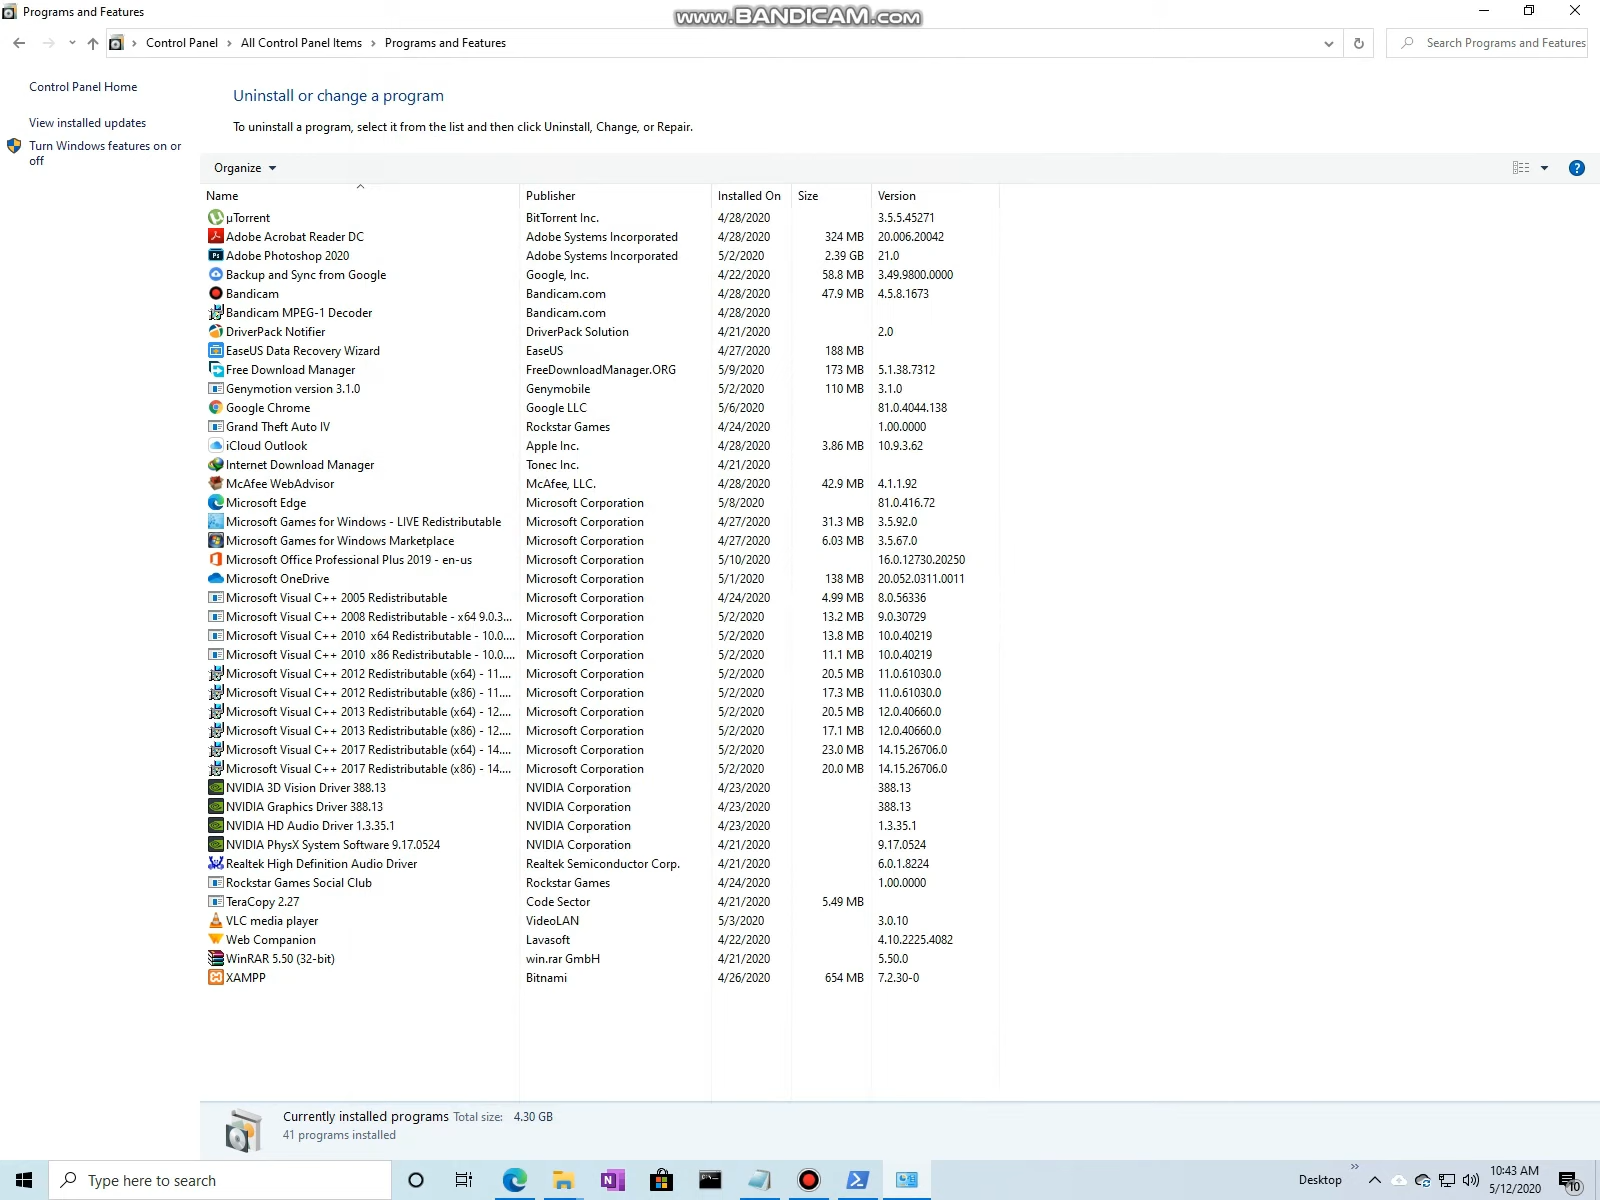 Programs and Features
www.BANDICAM.com
Control Panel › All Control Panel Items › Programs and Features
Search Programs and Features
Control Panel Home
View installed updates
Turn Windows features on or
off
Uninstall or change a program
To uninstall a program, select it from the list and then click Uninstall, Change, or Repair.
Organize
Name Publisher Installed On Size Version
µTorrent BitTorrent Inc. 4/28/2020 3.5.5.45271
Adobe Acrobat Reader DC Adobe Systems Incorporated 4/28/2020 324 MB 20.006.20042
Adobe Photoshop 2020 Adobe Systems Incorporated 5/2/2020 2.39 GB 21.0
Backup and Sync from Google Google, Inc. 4/22/2020 58.8 MB 3.49.9800.0000
Bandicam Bandicam.com 4/28/2020 47.9 MB 4.5.8.1673
Bandicam MPEG-1 Decoder Bandicam.com 4/28/2020
DriverPack Notifier DriverPack Solution 4/21/2020 2.0
EaseUS Data Recovery Wizard EaseUS 4/27/2020 188 MB
Free Download Manager FreeDownloadManager.ORG 5/9/2020 173 MB 5.1.38.7312
Genymotion version 3.1.0 Genymobile 5/2/2020 110 MB 3.1.0
Google Chrome Google LLC 5/6/2020 81.0.4044.138
Grand Theft Auto IV Rockstar Games 4/24/2020 1.00.0000
iCloud Outlook Apple Inc. 4/28/2020 3.86 MB 10.9.3.62
Internet Download Manager Tonec Inc. 4/21/2020
McAfee WebAdvisor McAfee, LLC. 4/28/2020 42.9 MB 4.1.1.92
Microsoft Edge Microsoft Corporation 5/8/2020 81.0.416.72
Microsoft Games for Windows - LIVE Redistributable Microsoft Corporation 4/27/2020 31.3 MB 3.5.92.0
Microsoft Games for Windows Marketplace Microsoft Corporation 4/27/2020 6.03 MB 3.5.67.0
Microsoft Office Professional Plus 2019 - en-us Microsoft Corporation 5/10/2020 16.0.12730.20250
Microsoft OneDrive Microsoft Corporation 5/1/2020 138 MB 20.052.0311.0011
Microsoft Visual C++ 2005 Redistributable Microsoft Corporation 4/24/2020 4.99 MB 8.0.56336
Microsoft Visual C++ 2008 Redistributable - x64 9.0.3... Microsoft Corporation 5/2/2020 13.2 MB 9.0.30729
Microsoft Visual C++ 2010 x64 Redistributable - 10.0.... Microsoft Corporation 5/2/2020 13.8 MB 10.0.40219
Microsoft Visual C++ 2010 x86 Redistributable - 10.0.... Microsoft Corporation 5/2/2020 11.1 MB 10.0.40219
Microsoft Visual C++ 2012 Redistributable (x64) - 11.... Microsoft Corporation 5/2/2020 20.5 MB 11.0.61030.0
Microsoft Visual C++ 2012 Redistributable (x86) - 11.... Microsoft Corporation 5/2/2020 17.3 MB 11.0.61030.0
Microsoft Visual C++ 2013 Redistributable (x64) - 12.... Microsoft Corporation 5/2/2020 20.5 MB 12.0.40660.0
Microsoft Visual C++ 2013 Redistributable (x86) - 12.... Microsoft Corporation 5/2/2020 17.1 MB 12.0.40660.0
Microsoft Visual C++ 2017 Redistributable (x64) - 14.... Microsoft Corporation 5/2/2020 23.0 MB 14.15.26706.0
Microsoft Visual C++ 2017 Redistributable (x86) - 14.... Microsoft Corporation 5/2/2020 20.0 MB 14.15.26706.0
NVIDIA 3D Vision Driver 388.13 NVIDIA Corporation 4/23/2020 388.13
NVIDIA Graphics Driver 388.13 NVIDIA Corporation 4/23/2020 388.13
NVIDIA HD Audio Driver 1.3.35.1 NVIDIA Corporation 4/23/2020 1.3.35.1
NVIDIA PhysX System Software 9.17.0524 NVIDIA Corporation 4/21/2020 9.17.0524
Realtek High Definition Audio Driver Realtek Semiconductor Corp. 4/21/2020 6.0.1.8224
Rockstar Games Social Club Rockstar Games 4/24/2020 1.00.0000
TeraCopy 2.27 Code Sector 4/21/2020 5.49 MB
VLC media player VideoLAN 5/3/2020 3.0.10
Web Companion Lavasoft 4/22/2020 4.10.2225.4082
WinRAR 5.50 (32-bit) win.rar GmbH 4/21/2020 5.50.0
XAMPP Bitnami 4/26/2020 654 MB 7.2.30-0
Currently installed programs Total size: 4.30 GB
41 programs installed
Type here to search
Desktop
10:43 AM
5/12/2020
10